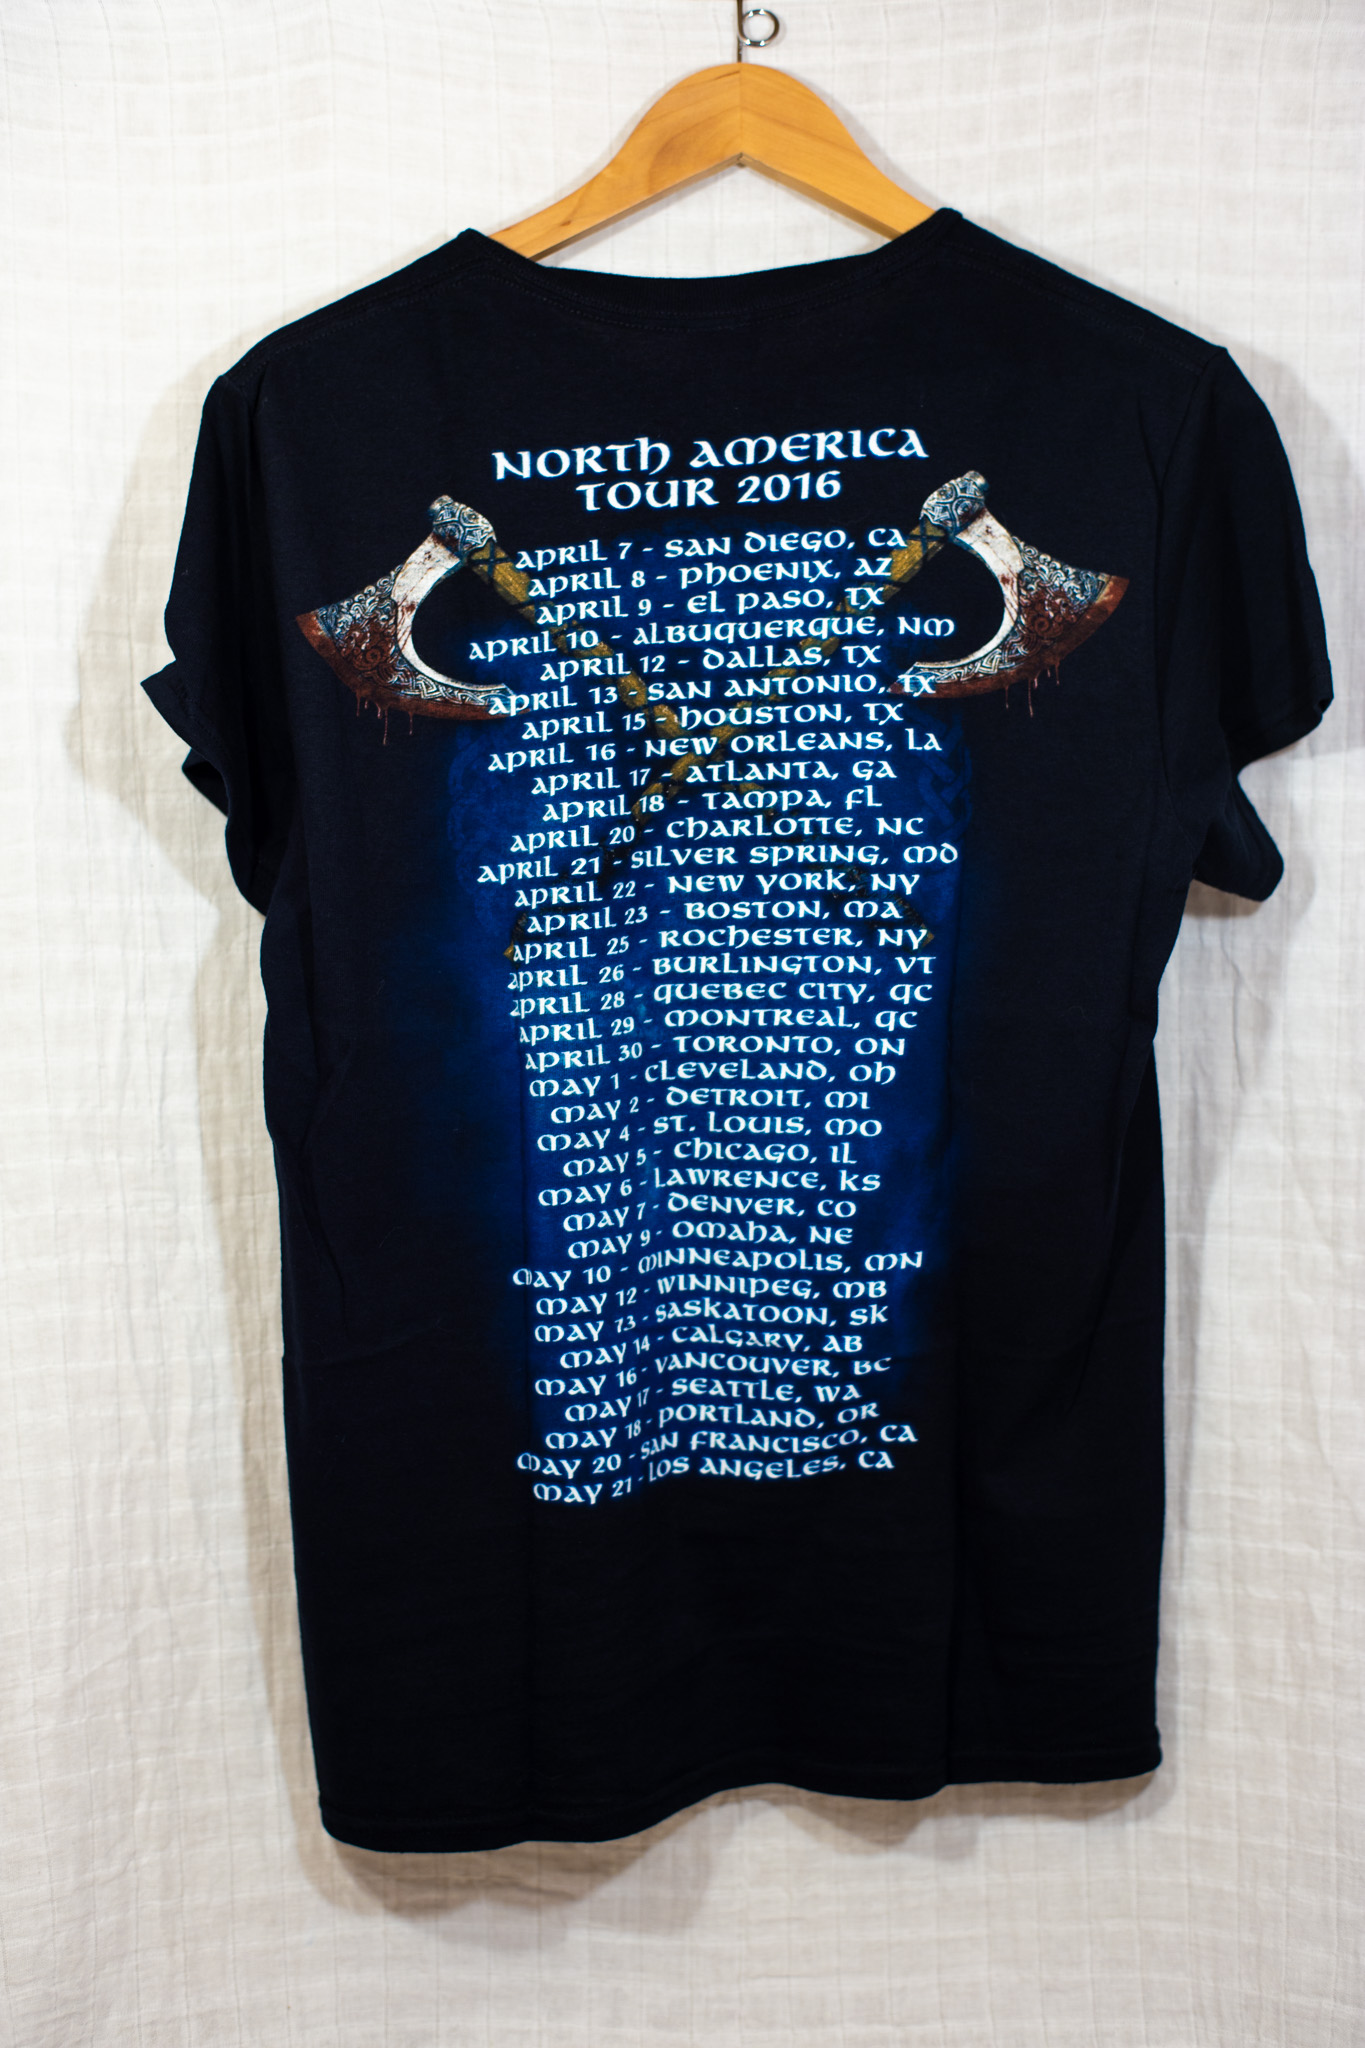 NORTH AMERICA
TOUR 2016
APRIL 7 - SAN DIEGO, CA
APRIL 8 - PHOENIX, AZ
APRIL 9 - EL PASO, TX
APRIL 10 - ALBUQUERQUE, NM
APRIL 12 - DALLAS, TX
APRIL 13 - SAN ANTONIO, TX
APRIL 15 - HOUSTON, TX
APRIL 16 - NEW ORLEANS, LA
APRIL 17 - ATLANTA, GA
APRIL 18 - TAMPA, FL
APRIL 20 - CHARLOTTE, NC
APRIL 21 - SILVER SPRING, MD
APRIL 22 - NEW YORK, NY
APRIL 23 - BOSTON, MA
APRIL 25 - ROCHESTER, NY
APRIL 26 - BURLINGTON, VT
APRIL 28 - QUEBEC CITY, QC
APRIL 29 - MONTREAL, QC
APRIL 30 - TORONTO, ON
MAY 1 - CLEVELAND, OH
MAY 2 - DETROIT, MI
MAY 4 - ST. LOUIS, MO
MAY 5 - CHICAGO, IL
MAY 6 - LAWRENCE, KS
MAY 7 - DENVER, CO
MAY 9 - OMAHA, NE
MAY 10 - MINNEAPOLIS, MN
MAY 12 - WINNIPEG, MB
MAY 13 - SASKATOON, SK
MAY 14 - CALGARY, AB
MAY 16 - VANCOUVER, BC
MAY 17 - SEATTLE, WA
MAY 18 - PORTLAND, OR
MAY 20 - SAN FRANCISCO, CA
MAY 21 - LOS ANGELES, CA